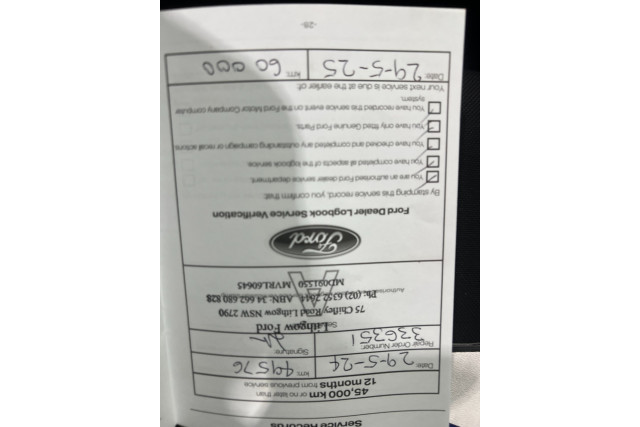 Service Records
45,000 km or no later than
12 months from previous service
Date: 29-5-24 km: 49576
Repair Order Number: Signature:
336351
Lithgow Ford
75 Chifley Road Lithgow NSW 2790
Ph: (02) 6352 2614 ABN: 34 662 680 828
MD091550 MVRL60645
Ford
Ford Dealer Logbook Service Verification
By stamping this service record, you confirm that:
You are an authorised Ford dealer service department.
You have completed all aspects of the logbook service.
You have checked and completed any outstanding campaign or recall actions.
You have only fitted Genuine Ford Parts.
You have recorded this service event on the Ford Motor Company computer
system.
Your next service is due at the earlier of:
Date: 29-5-25 km: 60 000
-28-